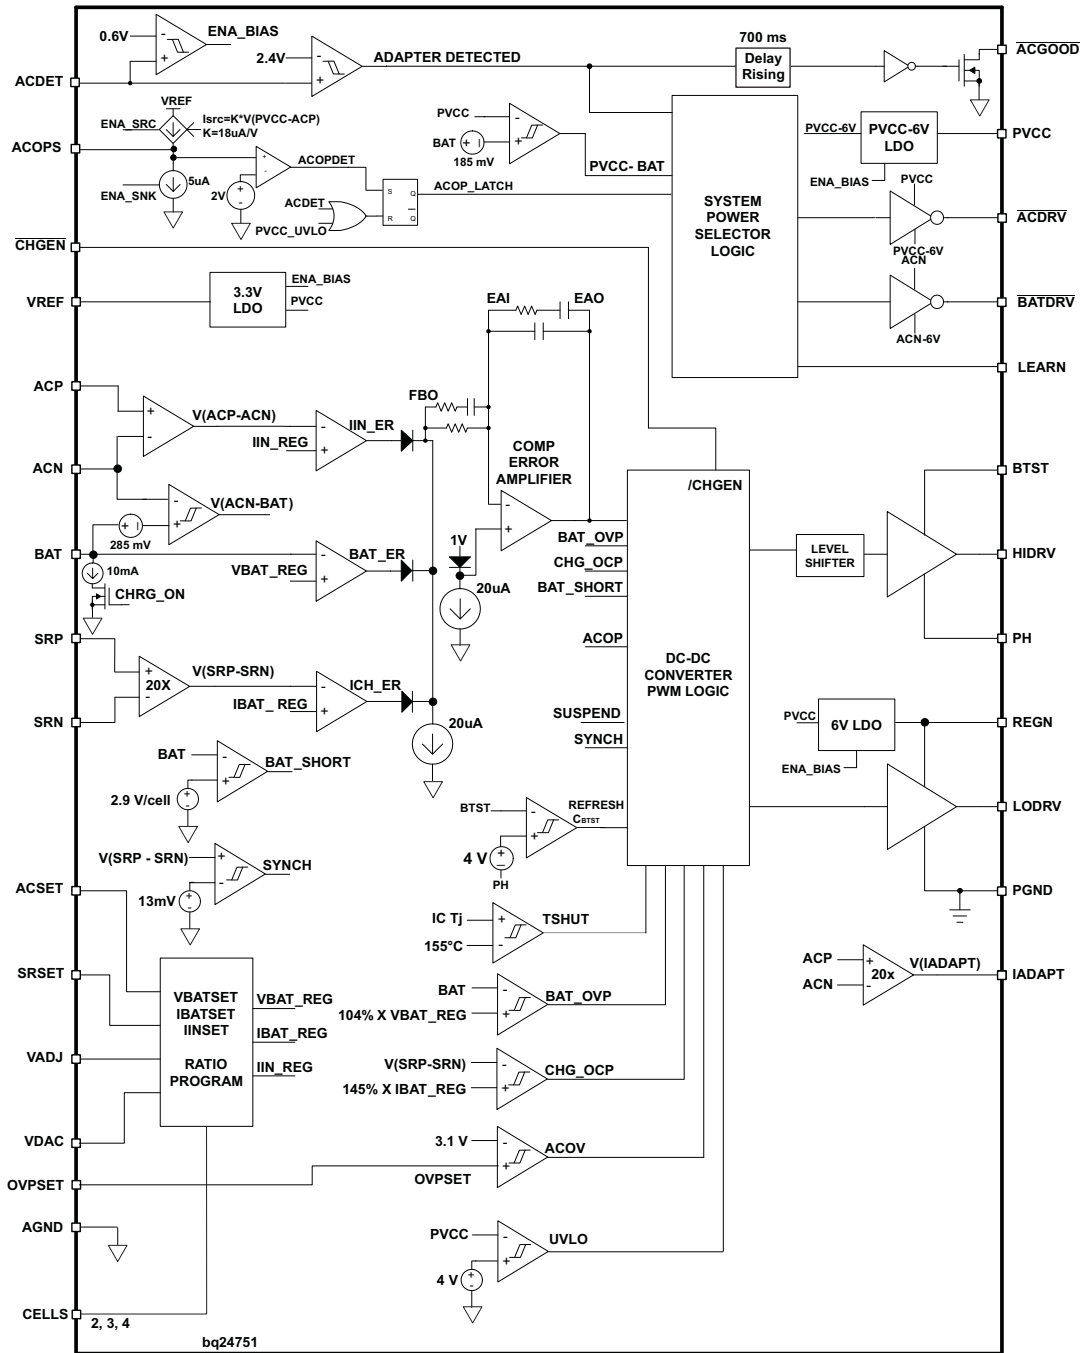 0.6V
ENA_BIAS
2.4V
ADAPTER DETECTED
700 ms
Delay
Rising
ACGOOD
ACDET
VREF
ENA_SRC
Isrc=K*V(PVCC-ACP)
K=18uA/V
ACOPS
5uA
ENA_SNK
2V
ACOPDET
ACDET
PVCC_UVLO
S
Q
R
Q
ACOP_LATCH
PVCC
BAT
185 mV
PVCC- BAT
SYSTEM
POWER
SELECTOR
LOGIC
PVCC-6V
PVCC-6V
LDO
PVCC
ENA_BIAS
PVCC
ACDRV
PVCC-6V
ACN
BATDRV
ACN-6V
LEARN
CHGEN
VREF
3.3V
LDO
ENA_BIAS
PVCC
EAI
EAO
ACP
FBO
V(ACP-ACN)
IIN_ER
IIN_REG
COMP
ERROR
AMPLIFIER
ACN
V(ACN-BAT)
285 mV
BAT
10mA
CHRG_ON
BAT_ER
VBAT_REG
1V
20uA
/CHGEN
BAT_OVP
CHG_OCP
BAT_SHORT
ACOP
DC-DC
CONVERTER
PWM LOGIC
SUSPEND
SYNCH
LEVEL
SHIFTER
BTST
HIDRV
PH
SRP
20X
V(SRP-SRN)
ICH_ER
IBAT_ REG
SRN
20uA
PVCC
6V LDO
REGN
ENA_BIAS
LODRV
PGND
BAT
BAT_SHORT
2.9 V/cell
BTST
REFRESH
CBTST
4 V
PH
V(SRP - SRN)
SYNCH
13mV
ACSET
IC Tj
TSHUT
155°C
ACP
ACN
20x
V(IADAPT)
IADAPT
SRSET
VBATSET
IBATSET
IINSET
RATIO
PROGRAM
VBAT_REG
IBAT_REG
IIN_REG
BAT
BAT_OVP
104% X VBAT_REG
VADJ
V(SRP-SRN)
CHG_OCP
145% X IBAT_REG
VDAC
3.1 V
ACOV
OVPSET
OVPSET
AGND
PVCC
UVLO
4 V
CELLS
2, 3, 4
bq24751